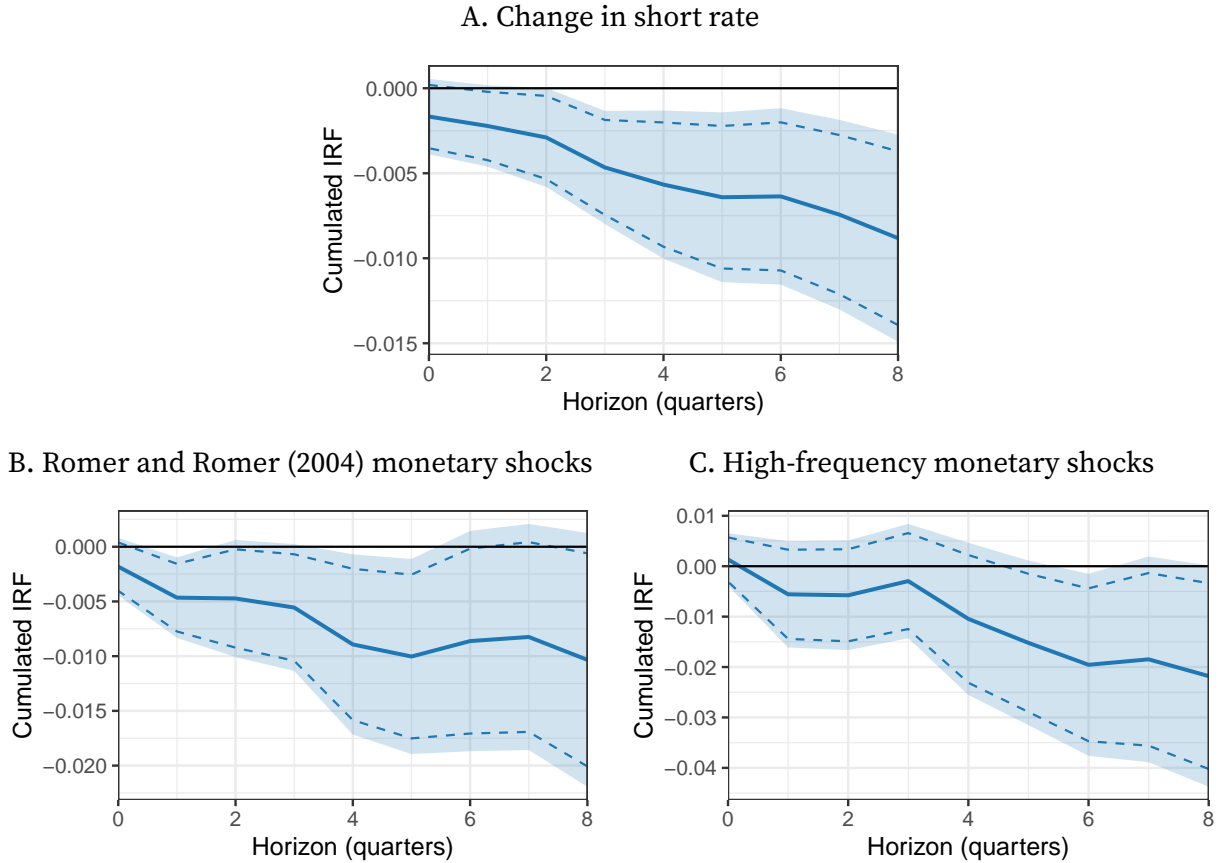 A. Change in short rate
0.000
−0.005
−0.010
−0.015
Cumulated IRF
0 2 4 6 8
Horizon (quarters)
B. Romer and Romer (2004) monetary shocks
0.000
−0.005
−0.010
−0.015
−0.020
Cumulated IRF
0 2 4 6 8
Horizon (quarters)
C. High-frequency monetary shocks
0.01
0.00
−0.01
−0.02
−0.03
−0.04
Cumulated IRF
0 2 4 6 8
Horizon (quarters)